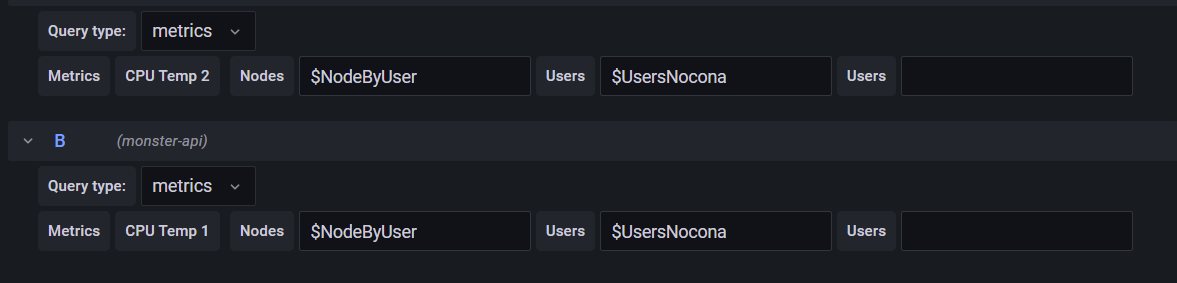 Query type: metrics
Metrics CPU Temp 2 Nodes $NodeByUser Users $UsersNocona Users
B (monster-api)
Query type: metrics
Metrics CPU Temp 1 Nodes $NodeByUser Users $UsersNocona Users